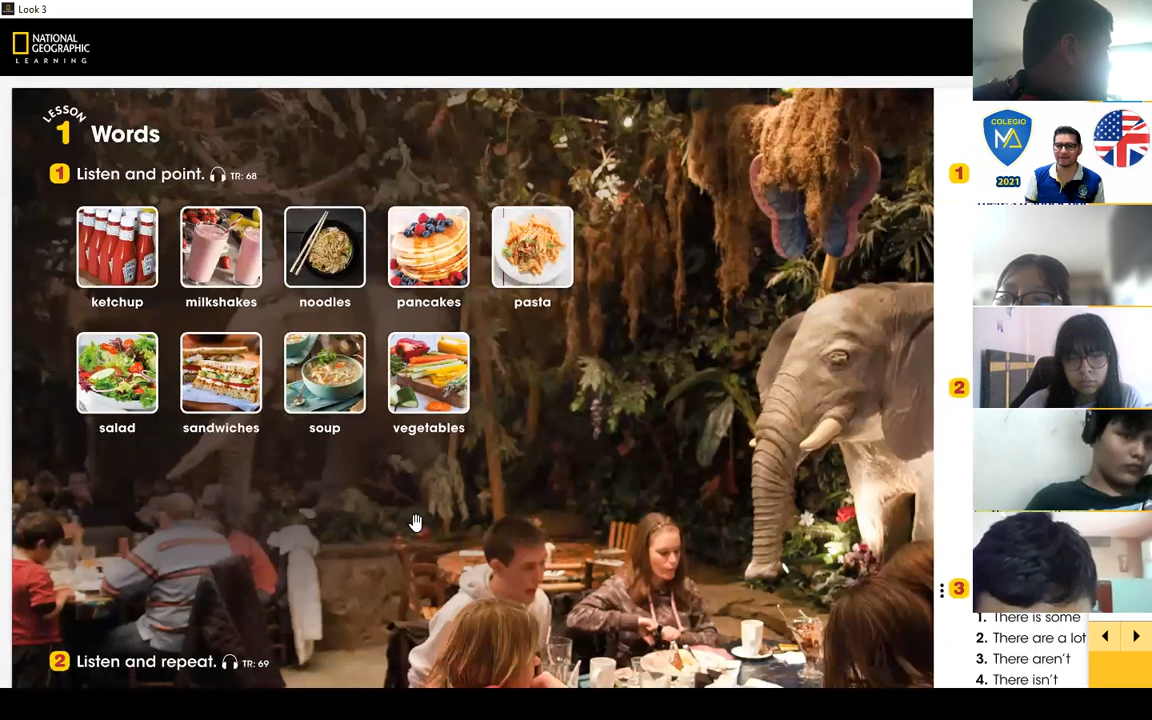 Look 3
NATIONAL
GEOGRAPHIC
LEARNING
LESSON
1 Words
1 Listen and point. TR: 68
ketchup milkshakes noodles pancakes pasta
salad sandwiches soup vegetables
2 Listen and repeat. TR: 69
COLEGIO
MA
2021
1
2
3
1. There is some
2. There are a lot
3. There aren't
4. There isn't